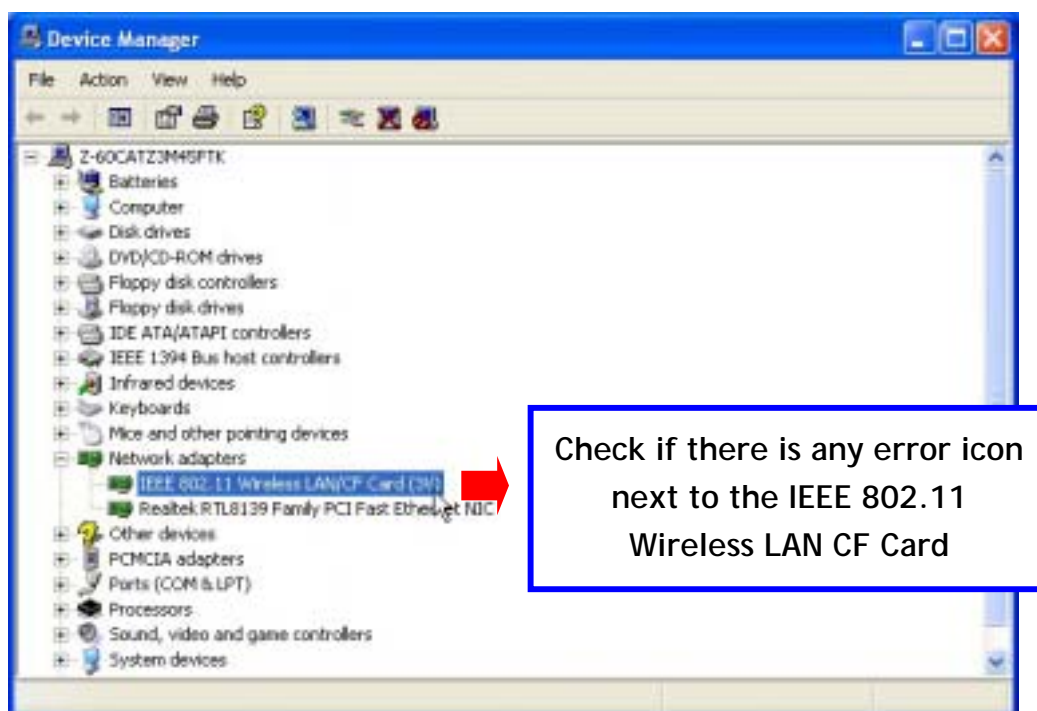 Device Manager
File Action View Help
Z-60CATZ3M4SPTK
Batteries
Computer
Disk drives
DVD/CD-ROM drives
Floppy disk controllers
Floppy disk drives
IDE ATA/ATAPI controllers
IEEE 1394 Bus host controllers
Infrared devices
Keyboards
Mice and other pointing devices
Network adapters
IEEE 802.11 Wireless LAN/CF Card (3V)
Realtek RTL8139 Family PCI Fast Ethernet NIC
Other devices
PCMCIA adapters
Ports (COM & LPT)
Processors
Sound, video and game controllers
System devices
Check if there is any error icon
next to the IEEE 802.11
Wireless LAN CF Card